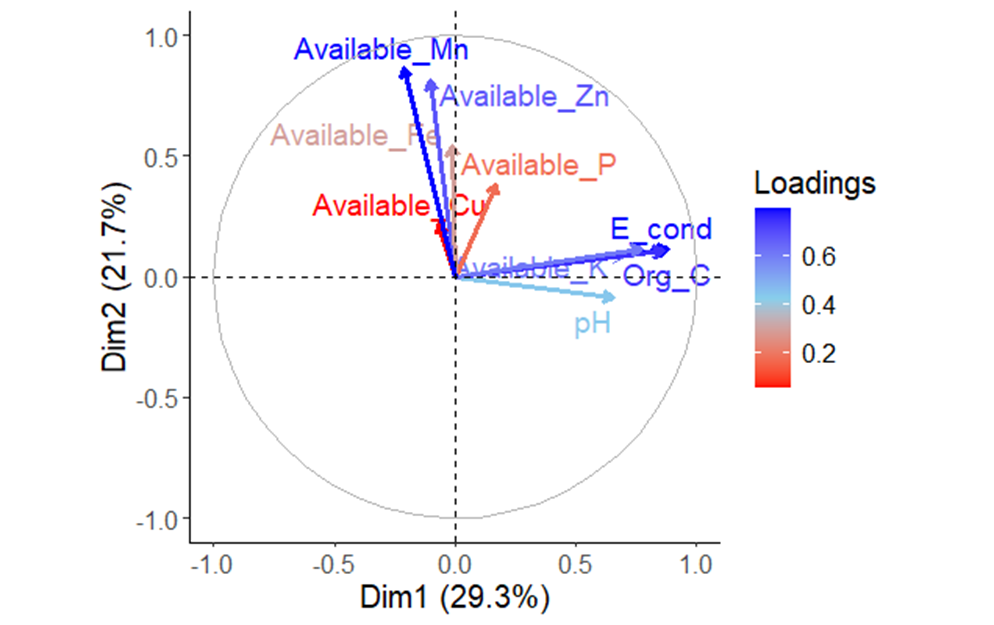 1.0
0.5
0.0
-0.5
-1.0
Dim2 (21.7%)
Available_Mn
Available_Zn
Available_Fe
Available_P
Available_Cu
E_cond
Available_K
Org_C
pH
-1.0
-0.5
0.0
0.5
1.0
Dim1 (29.3%)
Loadings
0.6
0.4
0.2